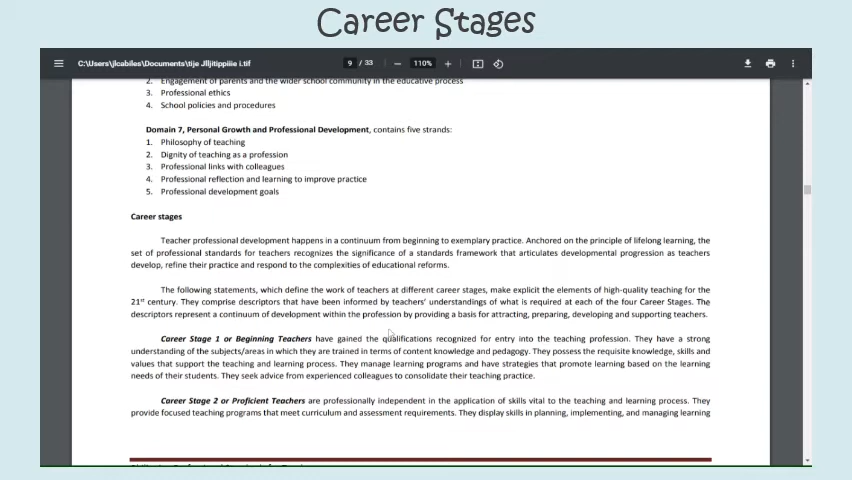 Career Stages
C:\Users\jlcabiles\Documents\tije Jlljitippiiie i.tif
9 / 33
110%
2. Engagement of parents and the wider school community in the educative process
3. Professional ethics
4. School policies and procedures
Domain 7, Personal Growth and Professional Development, contains five strands:
1. Philosophy of teaching
2. Dignity of teaching as a profession
3. Professional links with colleagues
4. Professional reflection and learning to improve practice
5. Professional development goals
Career stages
Teacher professional development happens in a continuum from beginning to exemplary practice. Anchored on the principle of lifelong learning, the
set of professional standards for teachers recognizes the significance of a standards framework that articulates developmental progression as teachers
develop, refine their practice and respond to the complexities of educational reforms.
The following statements, which define the work of teachers at different career stages, make explicit the elements of high-quality teaching for the
21st century. They comprise descriptors that have been informed by teachers' understandings of what is required at each of the four Career Stages. The
descriptors represent a continuum of development within the profession by providing a basis for attracting, preparing, developing and supporting teachers.
Career Stage 1 or Beginning Teachers have gained the qualifications recognized for entry into the teaching profession. They have a strong
understanding of the subjects/areas in which they are trained in terms of content knowledge and pedagogy. They possess the requisite knowledge, skills and
values that support the teaching and learning process. They manage learning programs and have strategies that promote learning based on the learning
needs of their students. They seek advice from experienced colleagues to consolidate their teaching practice.
Career Stage 2 or Proficient Teachers are professionally independent in the application of skills vital to the teaching and learning process. They
provide focused teaching programs that meet curriculum and assessment requirements. They display skills in planning, implementing, and managing learning